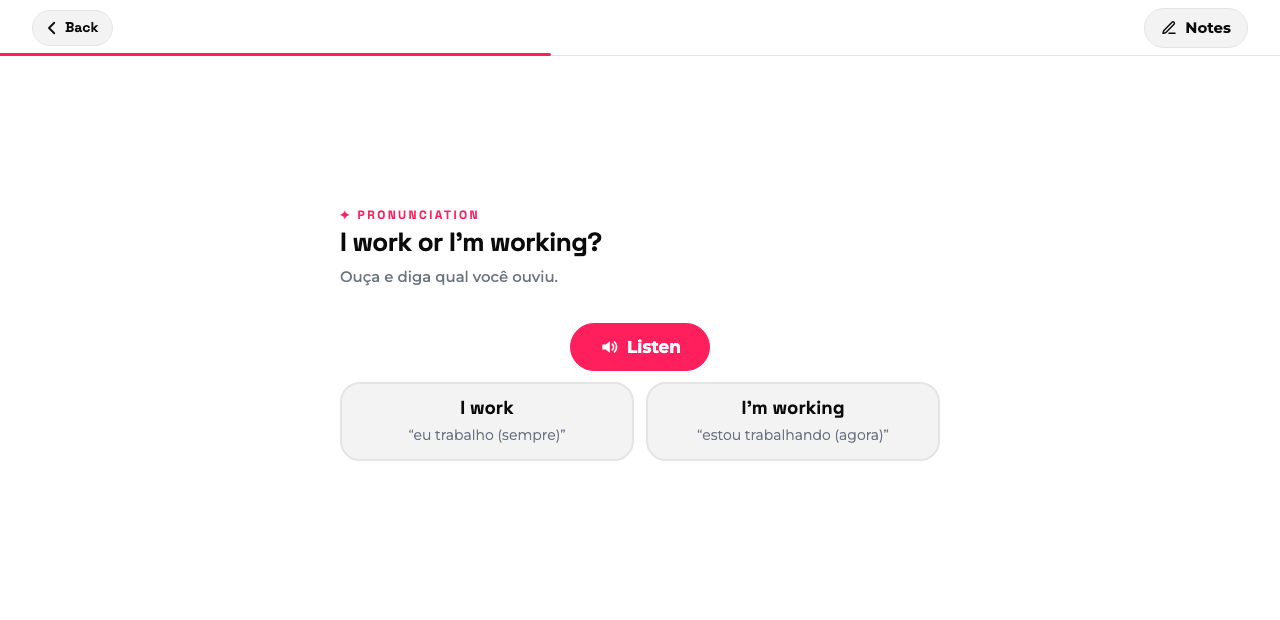 Back
Notes
✦ PRONUNCIATION
I work or I’m working?
Ouça e diga qual você ouviu.
Listen
I work
“eu trabalho (sempre)”
I’m working
“estou trabalhando (agora)”